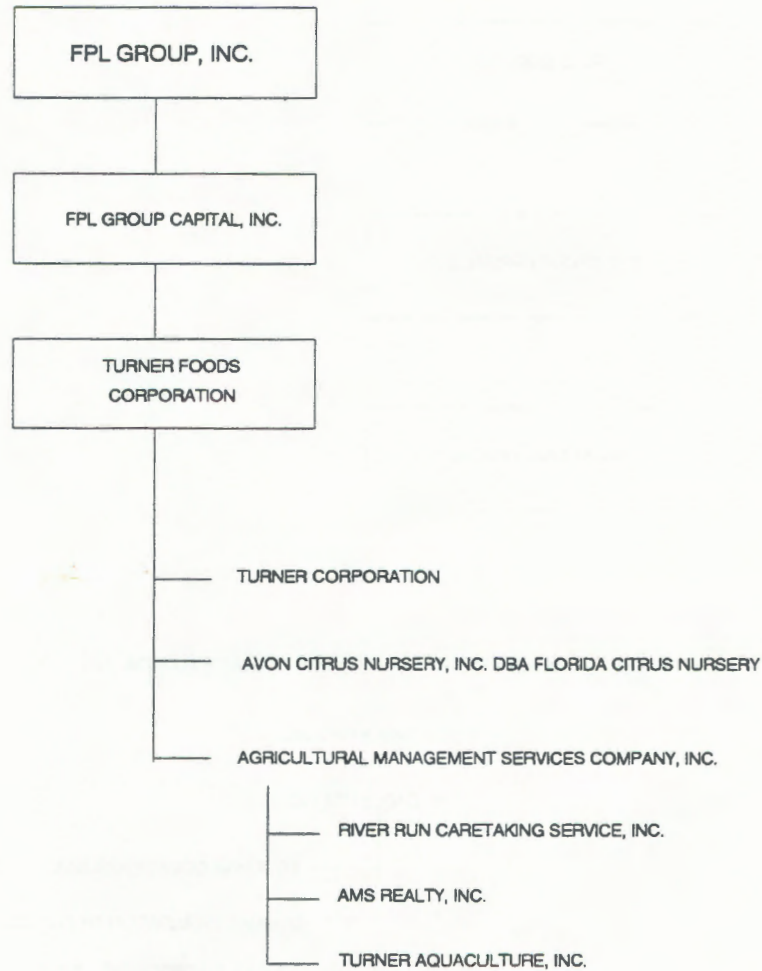 FPL GROUP, INC.
FPL GROUP CAPITAL, INC.
TURNER FOODS
CORPORATION
TURNER CORPORATION
AVON CITRUS NURSERY, INC. DBA FLORIDA CITRUS NURSERY
AGRICULTURAL MANAGEMENT SERVICES COMPANY, INC.
RIVER RUN CARETAKING SERVICE, INC.
AMS REALTY, INC.
TURNER AQUACULTURE, INC.